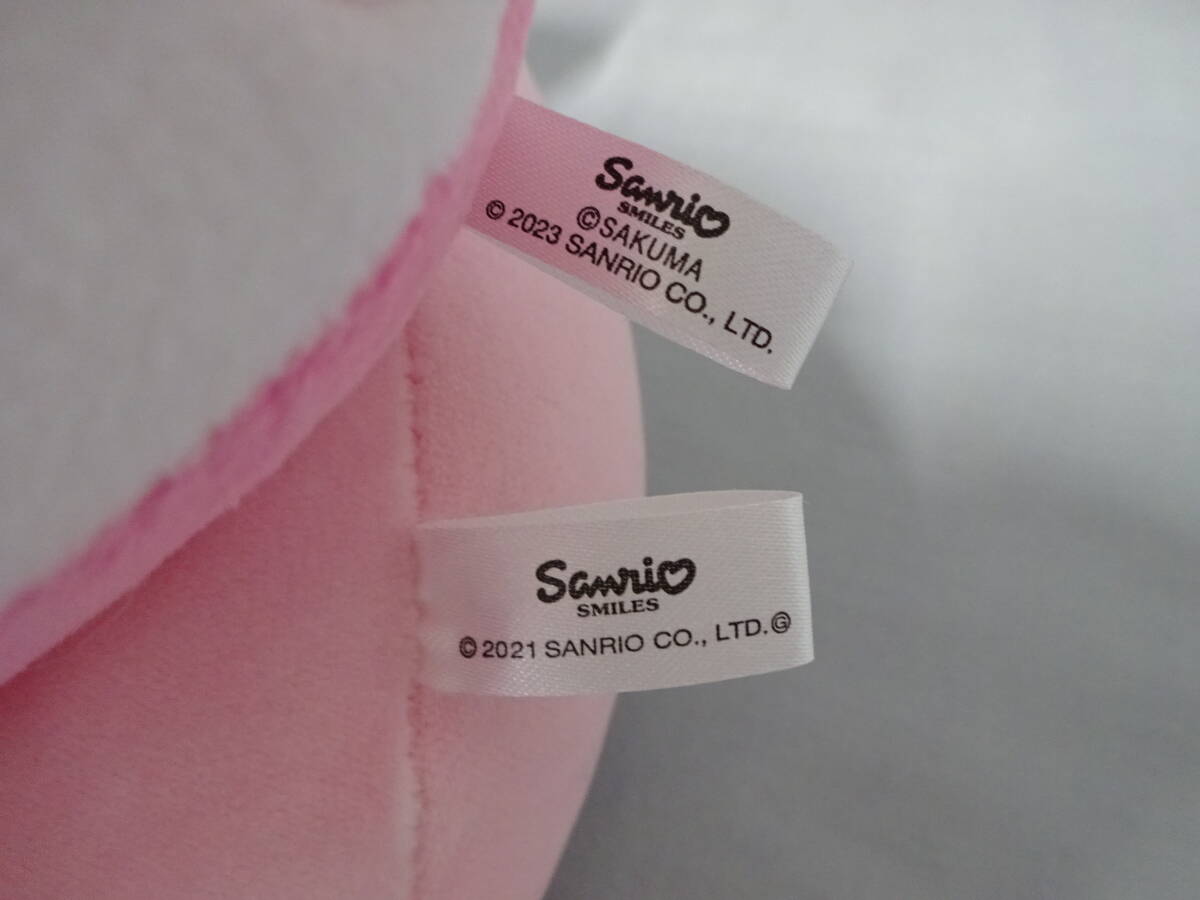 Sanrio
SMILES
©SAKUMA
© 2023 SANRIO CO., LTD.
Sanrio
SMILES
© 2021 SANRIO CO., LTD.Ⓖ